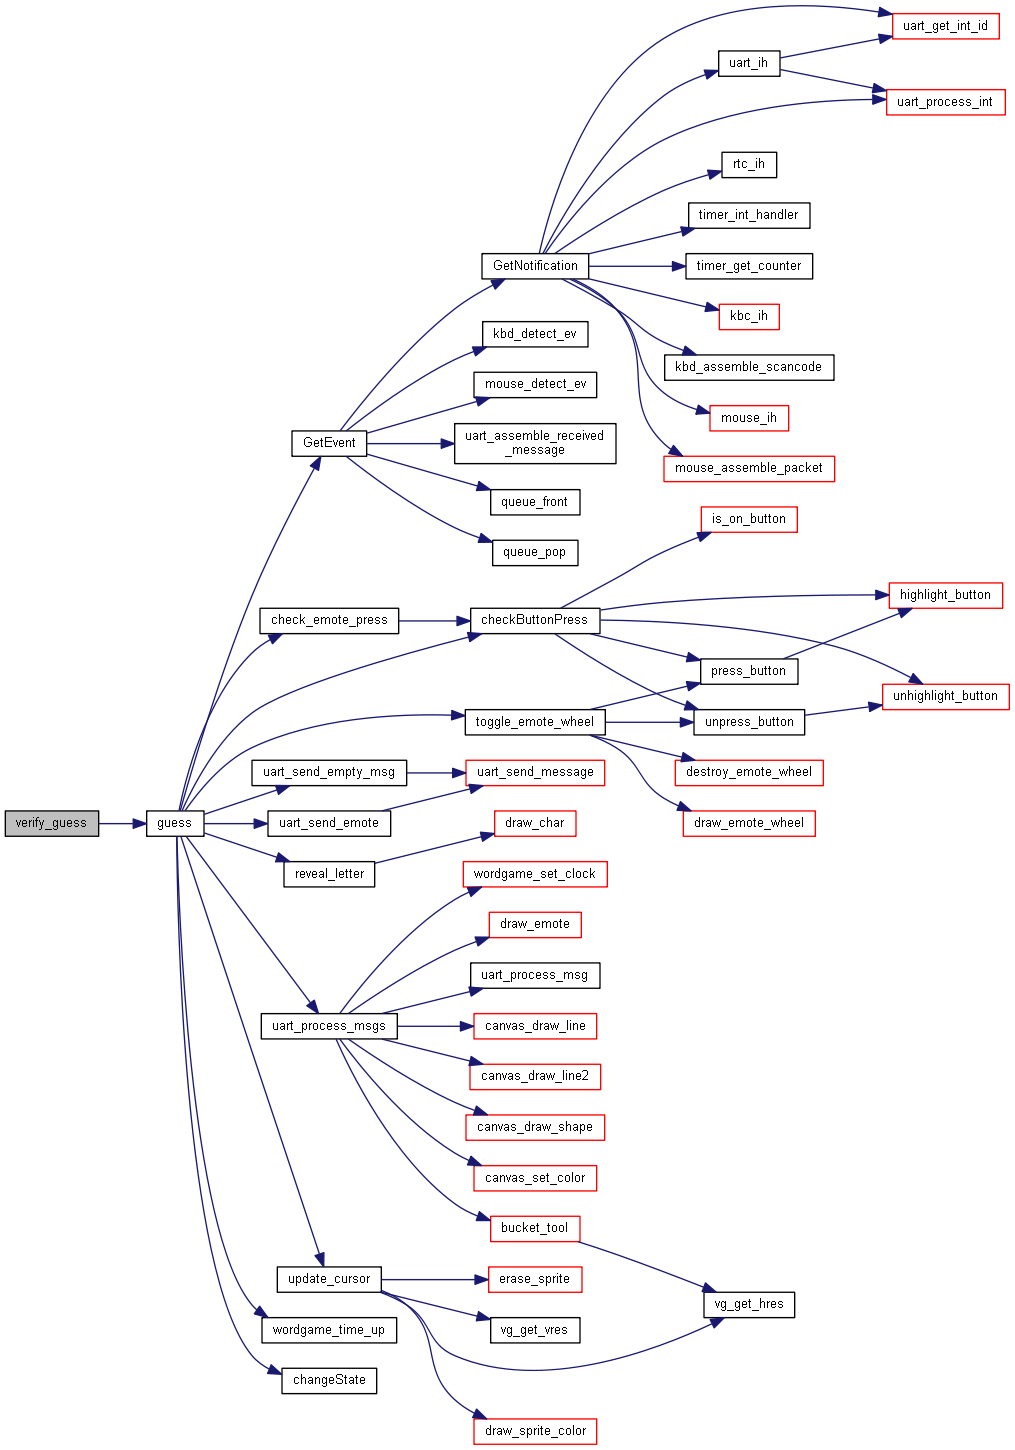 uart_get_int_id
uart_ih
uart_process_int
rtc_ih
timer_int_handler
GetNotification
timer_get_counter
kbc_ih
kbd_detect_ev
kbd_assemble_scancode
mouse_detect_ev
mouse_ih
GetEvent
uart_assemble_received
_message
mouse_assemble_packet
queue_front
is_on_button
queue_pop
highlight_button
check_emote_press
checkButtonPress
press_button
unhighlight_button
toggle_emote_wheel
unpress_button
uart_send_empty_msg
uart_send_message
destroy_emote_wheel
verify_guess
guess
uart_send_emote
draw_char
draw_emote_wheel
reveal_letter
wordgame_set_clock
draw_emote
uart_process_msg
uart_process_msgs
canvas_draw_line
canvas_draw_line2
canvas_draw_shape
canvas_set_color
bucket_tool
update_cursor
erase_sprite
vg_get_hres
wordgame_time_up
vg_get_vres
changeState
draw_sprite_color